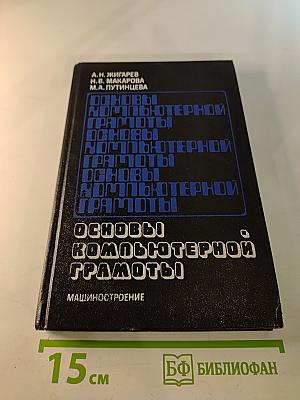 А.Н. ЖИГАРЕВ
Н.В. МАКАРОВА
М.А. ПУТИНЦЕВА
ОСНОВЫ
КОМПЬЮТЕРНОЙ
ГРАМОТЫ
ОСНОВЫ
КОМПЬЮТЕРНОЙ
ГРАМОТЫ
ОСНОВЫ
КОМПЬЮТЕРНОЙ
ГРАМОТЫ
ОСНОВЫ
КОМПЬЮТЕРНОЙ
ГРАМОТЫ
МАШИНОСТРОЕНИЕ
15 см
БФ БИБЛИОФАН